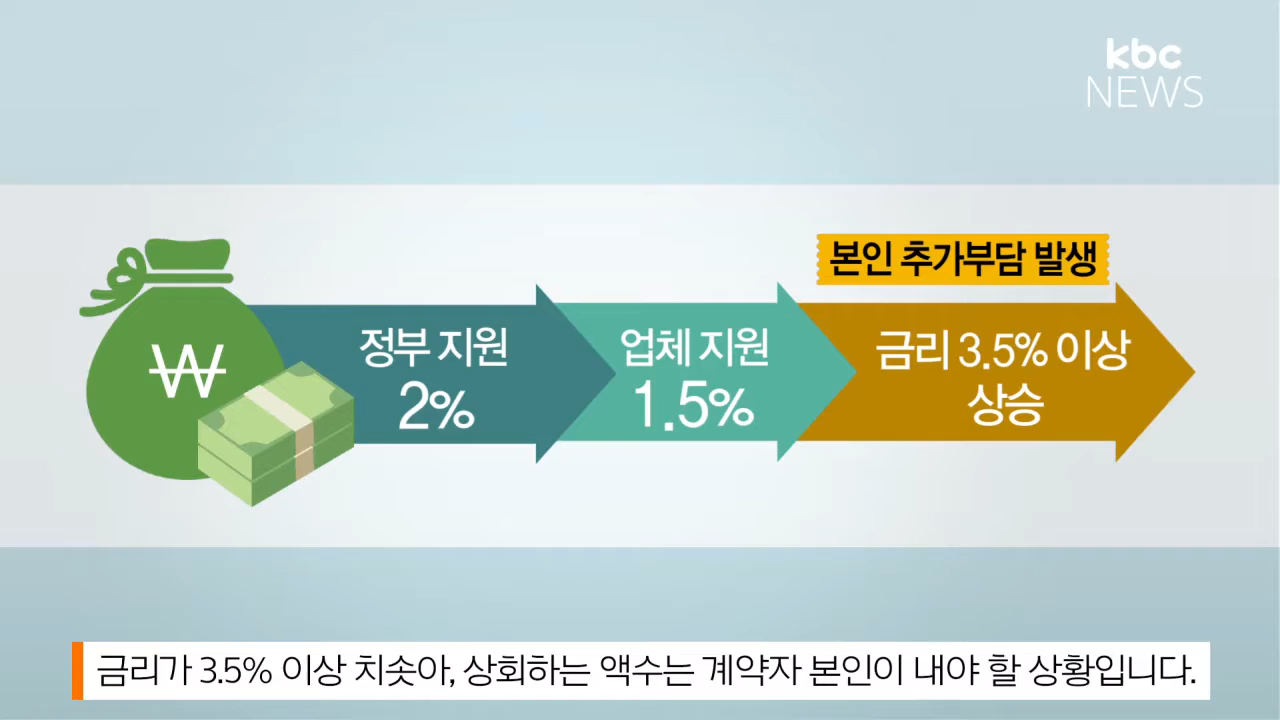 kbc
NEWS
본인 추가부담 발생
₩
정부 지원
2%
업체 지원
1.5%
금리 3.5% 이상
상승
금리가 3.5% 이상 치솟아, 상회하는 액수는 계약자 본인이 내야 할 상황입니다.